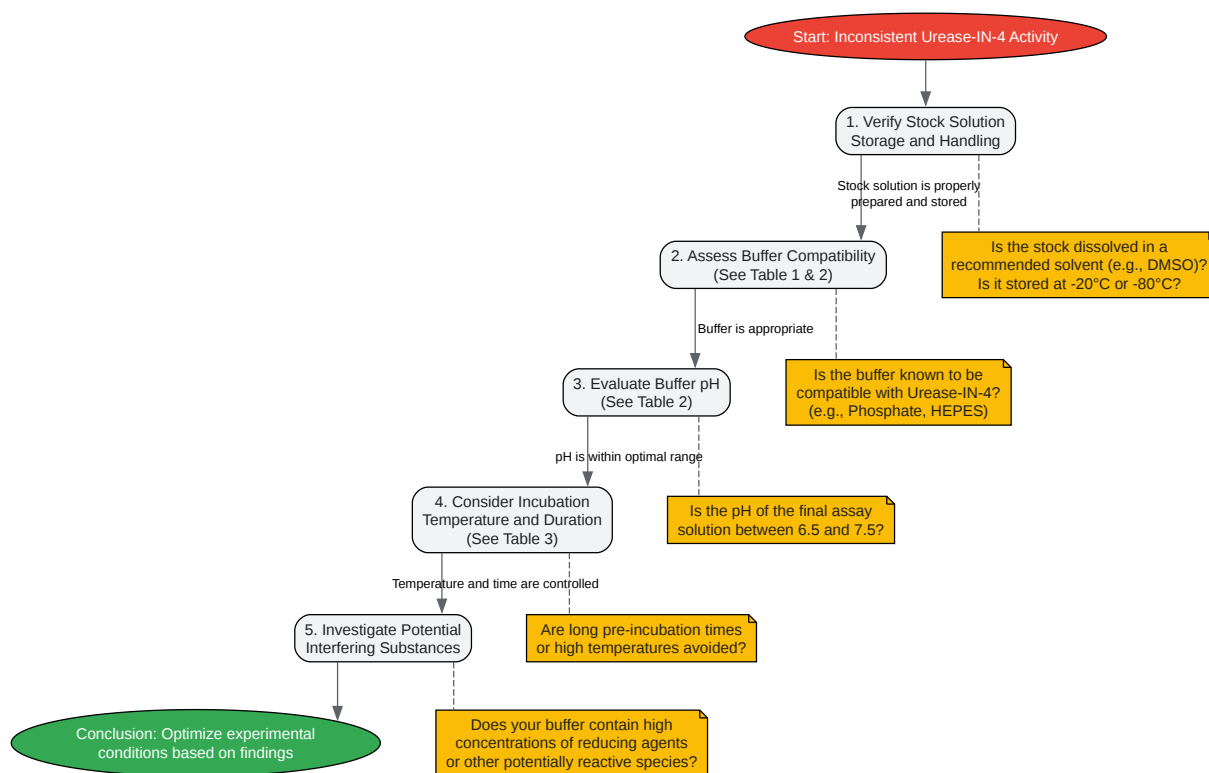 Start: Inconsistent Urease-IN-4 Activity
1. Verify Stock Solution
Storage and Handling
Stock solution is properly
prepared and stored
Is the stock dissolved in a
recommended solvent (e.g., DMSO)?
Is it stored at -20°C or -80°C?
2. Assess Buffer Compatibility
(See Table 1 & 2)
Buffer is appropriate
Is the buffer known to be
compatible with Urease-IN-4?
(e.g., Phosphate, HEPES)
3. Evaluate Buffer pH
(See Table 2)
pH is within optimal range
Is the pH of the final assay
solution between 6.5 and 7.5?
4. Consider Incubation
Temperature and Duration
(See Table 3)
Temperature and time are controlled
Are long pre-incubation times
or high temperatures avoided?
5. Investigate Potential
Interfering Substances
Does your buffer contain high
concentrations of reducing agents
or other potentially reactive species?
Conclusion: Optimize experimental
conditions based on findings